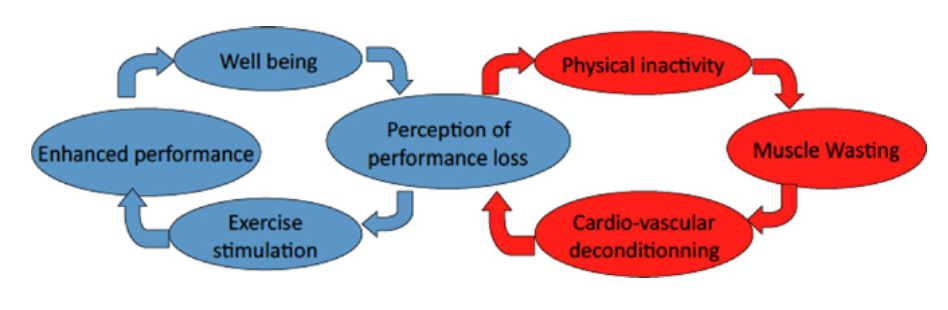 Well being
Physical inactivity
Enhanced performance
Perception of
performance loss
Muscle Wasting
Exercise
stimulation
Cardio-vascular
deconditionning